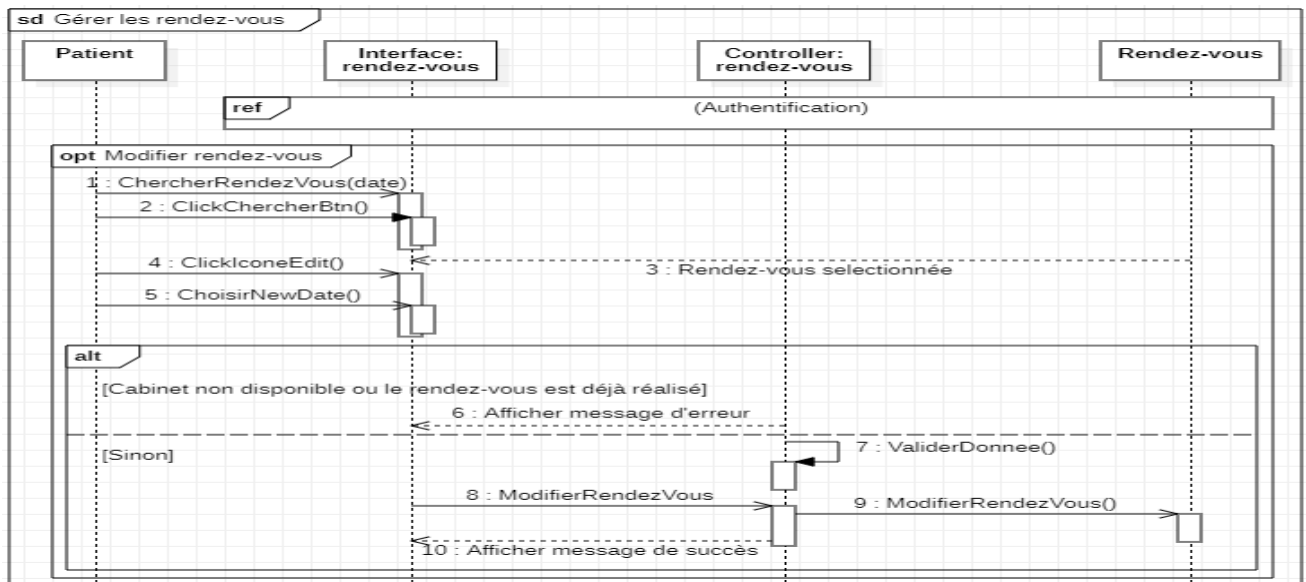 sd Gérer les rendez-vous
Patient
Interface:
rendez-vous
Controller:
rendez-vous
Rendez-vous
ref
(Authentification)
opt Modifier rendez-vous
1 : ChercherRendezVous(date)
2 : ClickChercherBtn()
3 : Rendez-vous selectionnée
4 : ClickIconeEdit()
5 : ChoisirNewDate()
alt
[Cabinet non disponible ou le rendez-vous est déjà réalisé]
6 : Afficher message d'erreur
[Sinon]
7 : ValiderDonnee()
8 : ModifierRendezVous
9 : ModifierRendezVous()
10 : Afficher message de succès